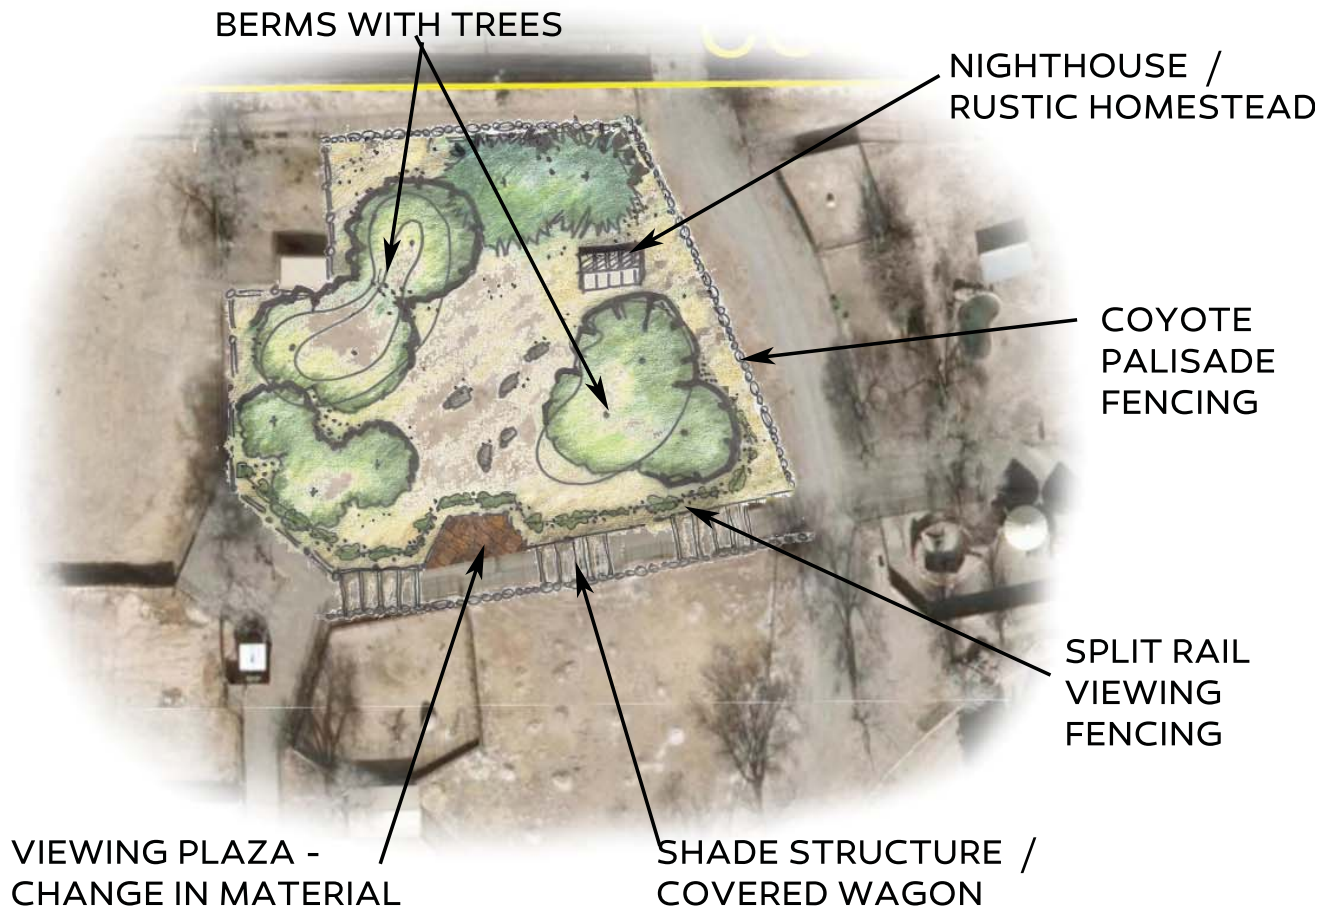 BERMS WITH TREES
NIGHTHOUSE /
RUSTIC HOMESTEAD
COYOTE
PALISADE
FENCING
SPLIT RAIL
VIEWING
FENCING
VIEWING PLAZA -
CHANGE IN MATERIAL
SHADE STRUCTURE /
COVERED WAGON